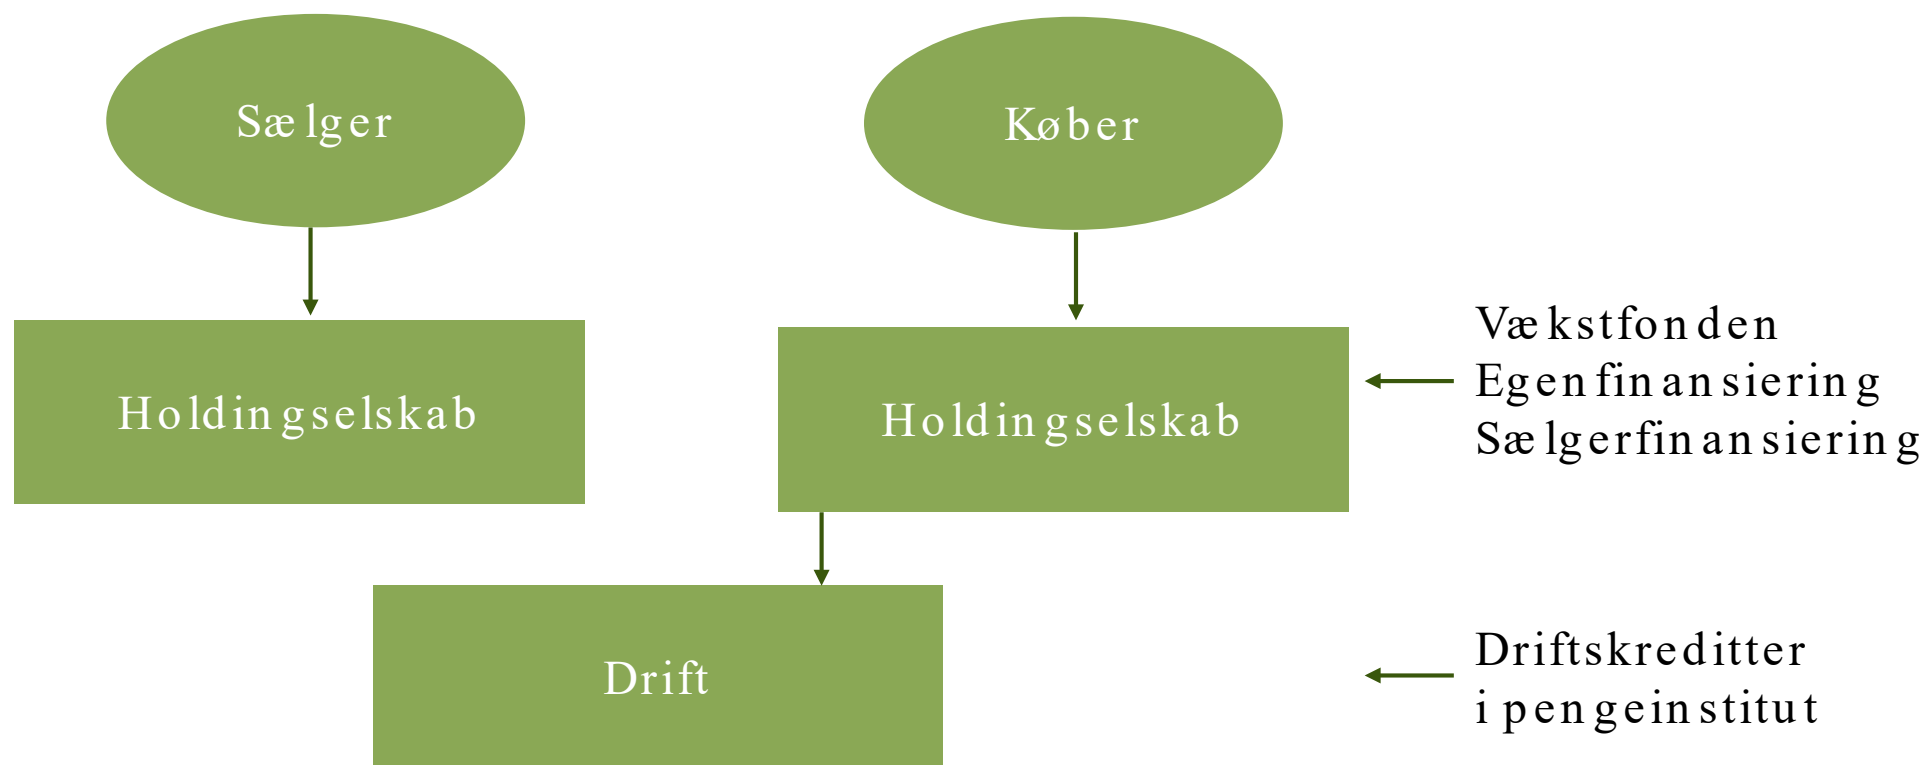 Sælger
Køber
Holdingselskab
Holdingselskab
Vækstfonden
Egenfinansiering
Sælgerfinansiering
Drift
Driftskreditter
i pengeinstitut